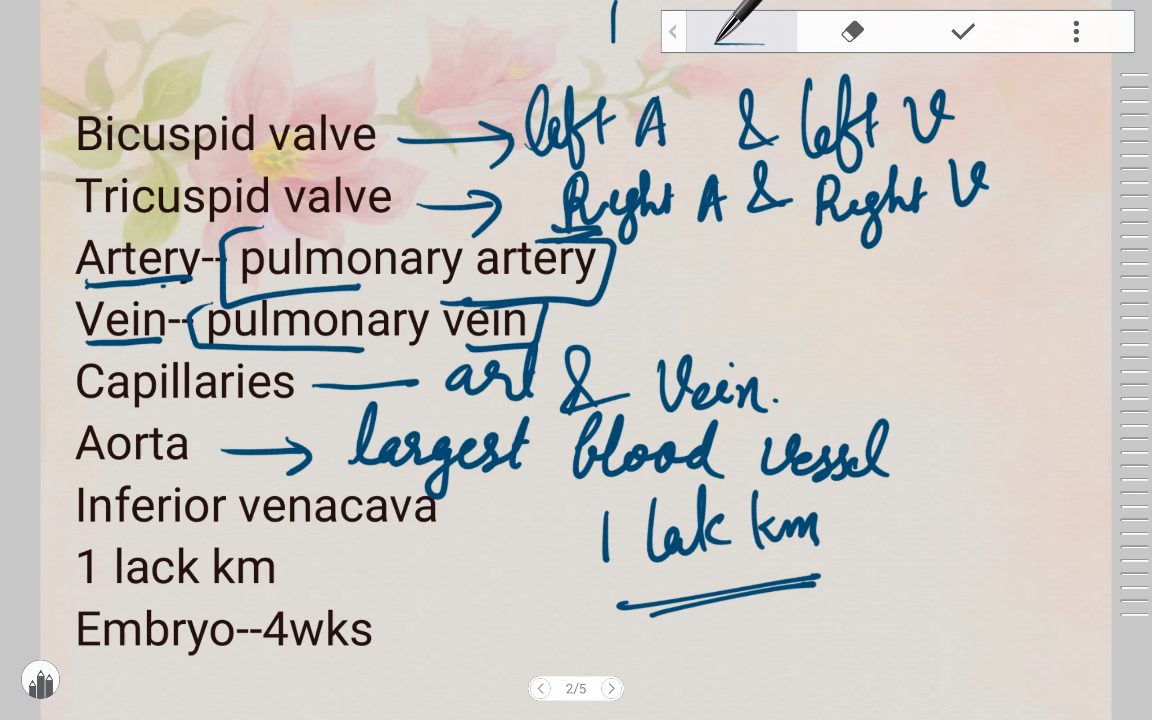 Bicuspid valve → left A & left V
Tricuspid valve → Right A & Right V
Artery-- pulmonary artery
Vein-- pulmonary vein
Capillaries — art & Vein.
Aorta → largest blood vessel
Inferior venacava
1 lak km
1 lack km
Embryo--4wks
2/5